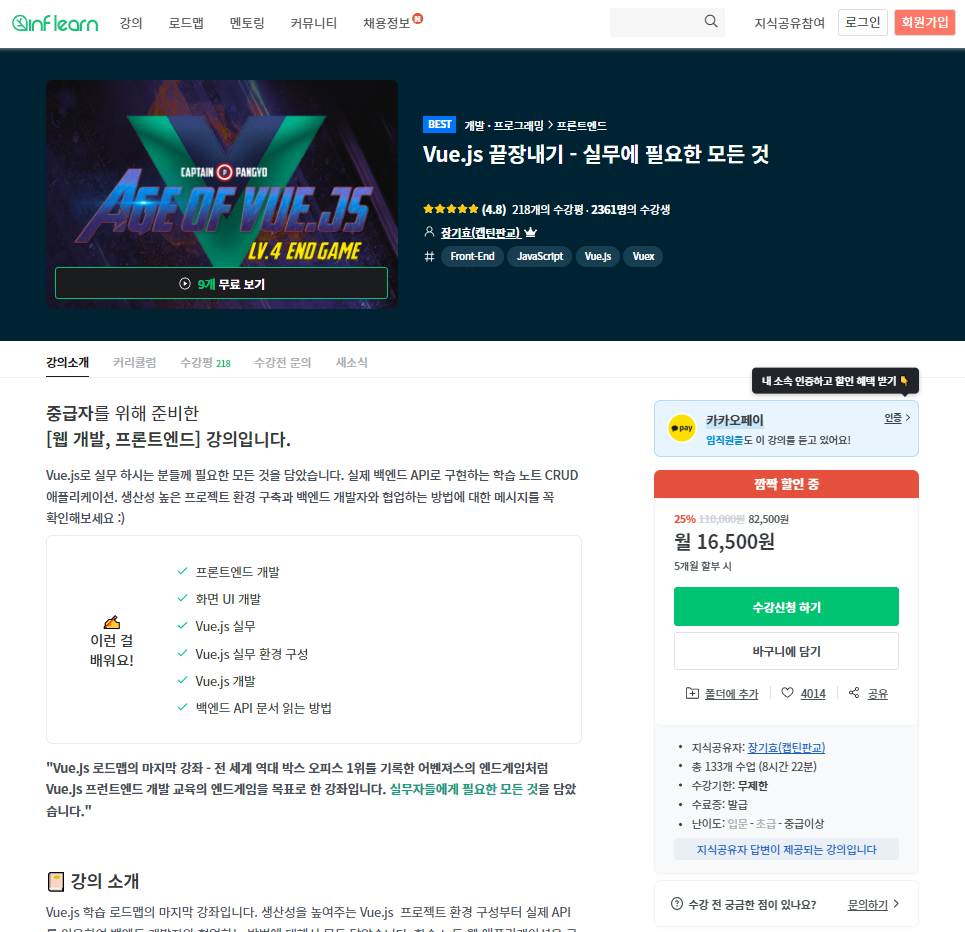 inflearn 강의 로드맵 멘토링 커뮤니티 채용정보 N 지식공유참여 로그인 회원가입
CAPTAIN P PANGYO
AGE OF VUE.JS
LV.4 END GAME
9개 무료 보기
BEST 개발 · 프로그래밍 > 프론트엔드
Vue.js 끝장내기 - 실무에 필요한 모든 것
(4.8) 218개의 수강평 · 2361명의 수강생
장기효(캡틴판교)
# Front-End JavaScript Vue.js Vuex
강의소개 커리큘럼 수강평 218 수강전 문의 새소식
내 소속 인증하고 할인 혜택 받기
pay 카카오페이 인증 >
임직원들도 이 강의를 듣고 있어요!
중급자를 위해 준비한
[웹 개발, 프론트엔드] 강의입니다.
Vue.js로 실무 하시는 분들께 필요한 모든 것을 담았습니다. 실제 백엔드 API로 구현하는 학습 노트 CRUD
애플리케이션. 생산성 높은 프로젝트 환경 구축과 백엔드 개발자와 협업하는 방법에 대한 메시지를 꼭
확인해보세요 :)
✍️
이런 걸
배워요!
프론트엔드 개발
화면 UI 개발
Vue.js 실무
Vue.js 실무 환경 구성
Vue.js 개발
백엔드 API 문서 읽는 방법
"Vue.js 로드맵의 마지막 강좌 - 전 세계 역대 박스 오피스 1위를 기록한 어벤져스의 엔드게임처럼
Vue.js 프런트엔드 개발 교육의 엔드게임을 목표로 한 강좌입니다. 실무자들에게 필요한 모든 것을 담았
습니다."
강의 소개
Vue.js 학습 로드맵의 마지막 강좌입니다. 생산성을 높여주는 Vue.js 프로젝트 환경 구성부터 실제 API
깜짝 할인 중
25% 110,000원 82,500원
월 16,500원
5개월 할부 시
수강신청 하기
바구니에 담기
폴더에 추가 4014 공유
• 지식공유자: 장기효(캡틴판교)
• 총 133개 수업 (8시간 22분)
• 수강기한: 무제한
• 수료증: 발급
• 난이도: 입문 - 초급 - 중급이상
지식공유자 답변이 제공되는 강의입니다
수강 전 궁금한 점이 있나요? 문의하기 >